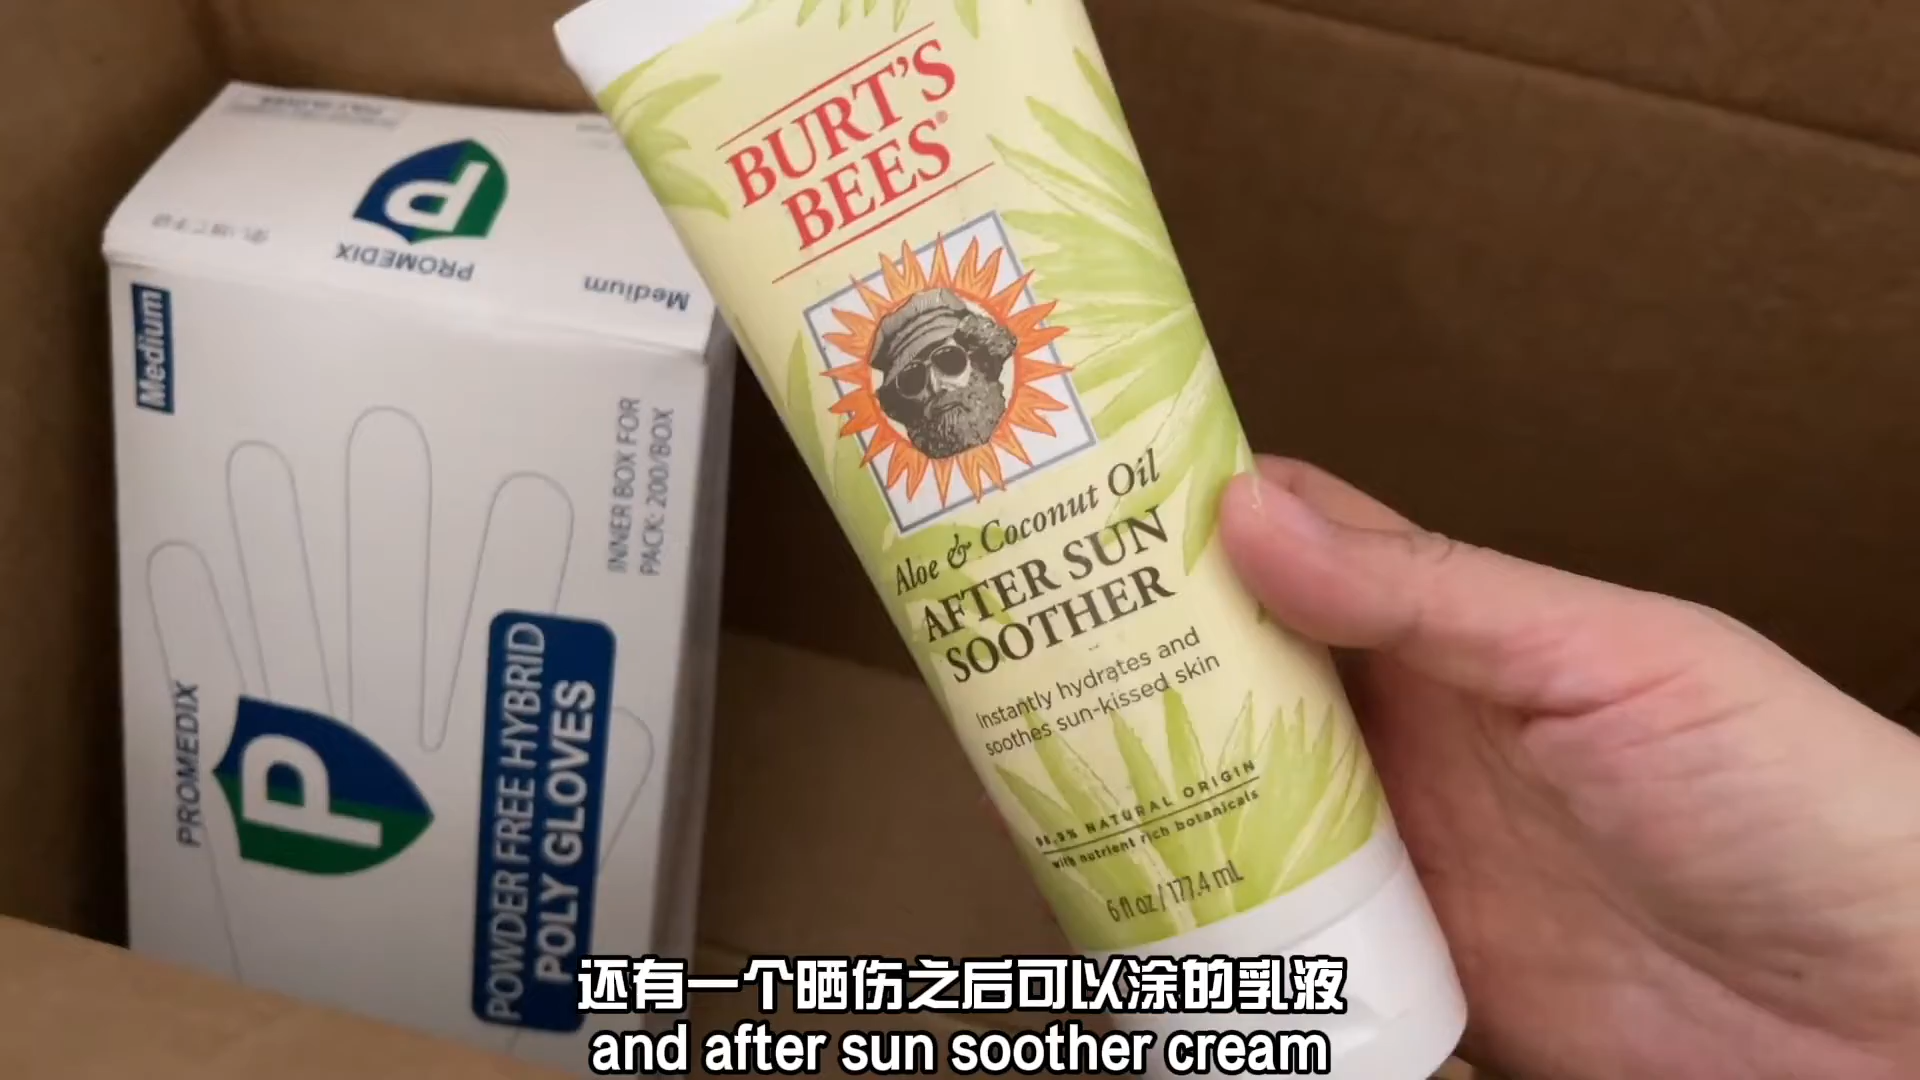 PROMEDIX
Medium
Medium
INNER BOX FOR
PACK: 200/BOX
PROMEDIX
P
POWDER FREE HYBRID
POLY GLOVES
BURT'S
BEES®
Aloe & Coconut Oil
AFTER SUN
SOOTHER
Instantly hydrates and
soothes sun-kissed skin
98.9% NATURAL ORIGIN
with nutrient rich botanicals
6 fl oz / 177.4 mL
还有一个晒伤之后可以涂的乳液
and after sun soother cream